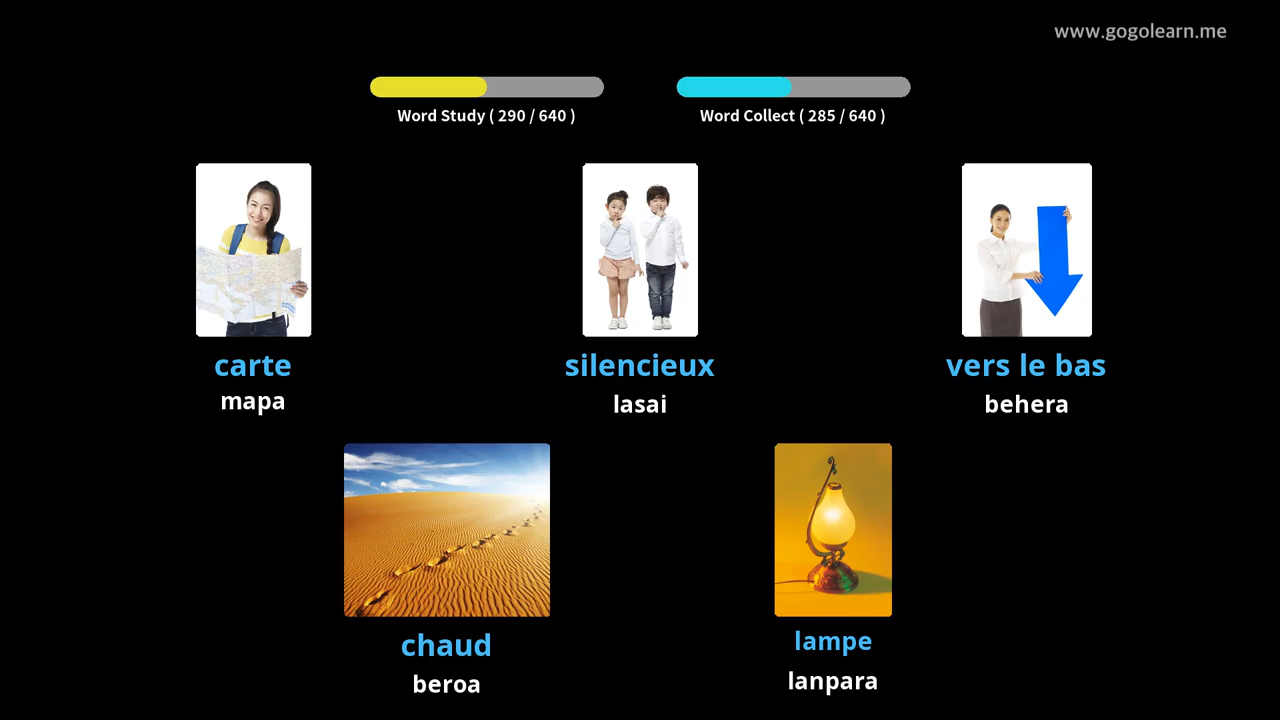 www.gogolearn.me
Word Study ( 290 / 640 )
Word Collect ( 285 / 640 )
carte
mapa
silencieux
lasai
vers le bas
behera
chaud
beroa
lampe
lanpara